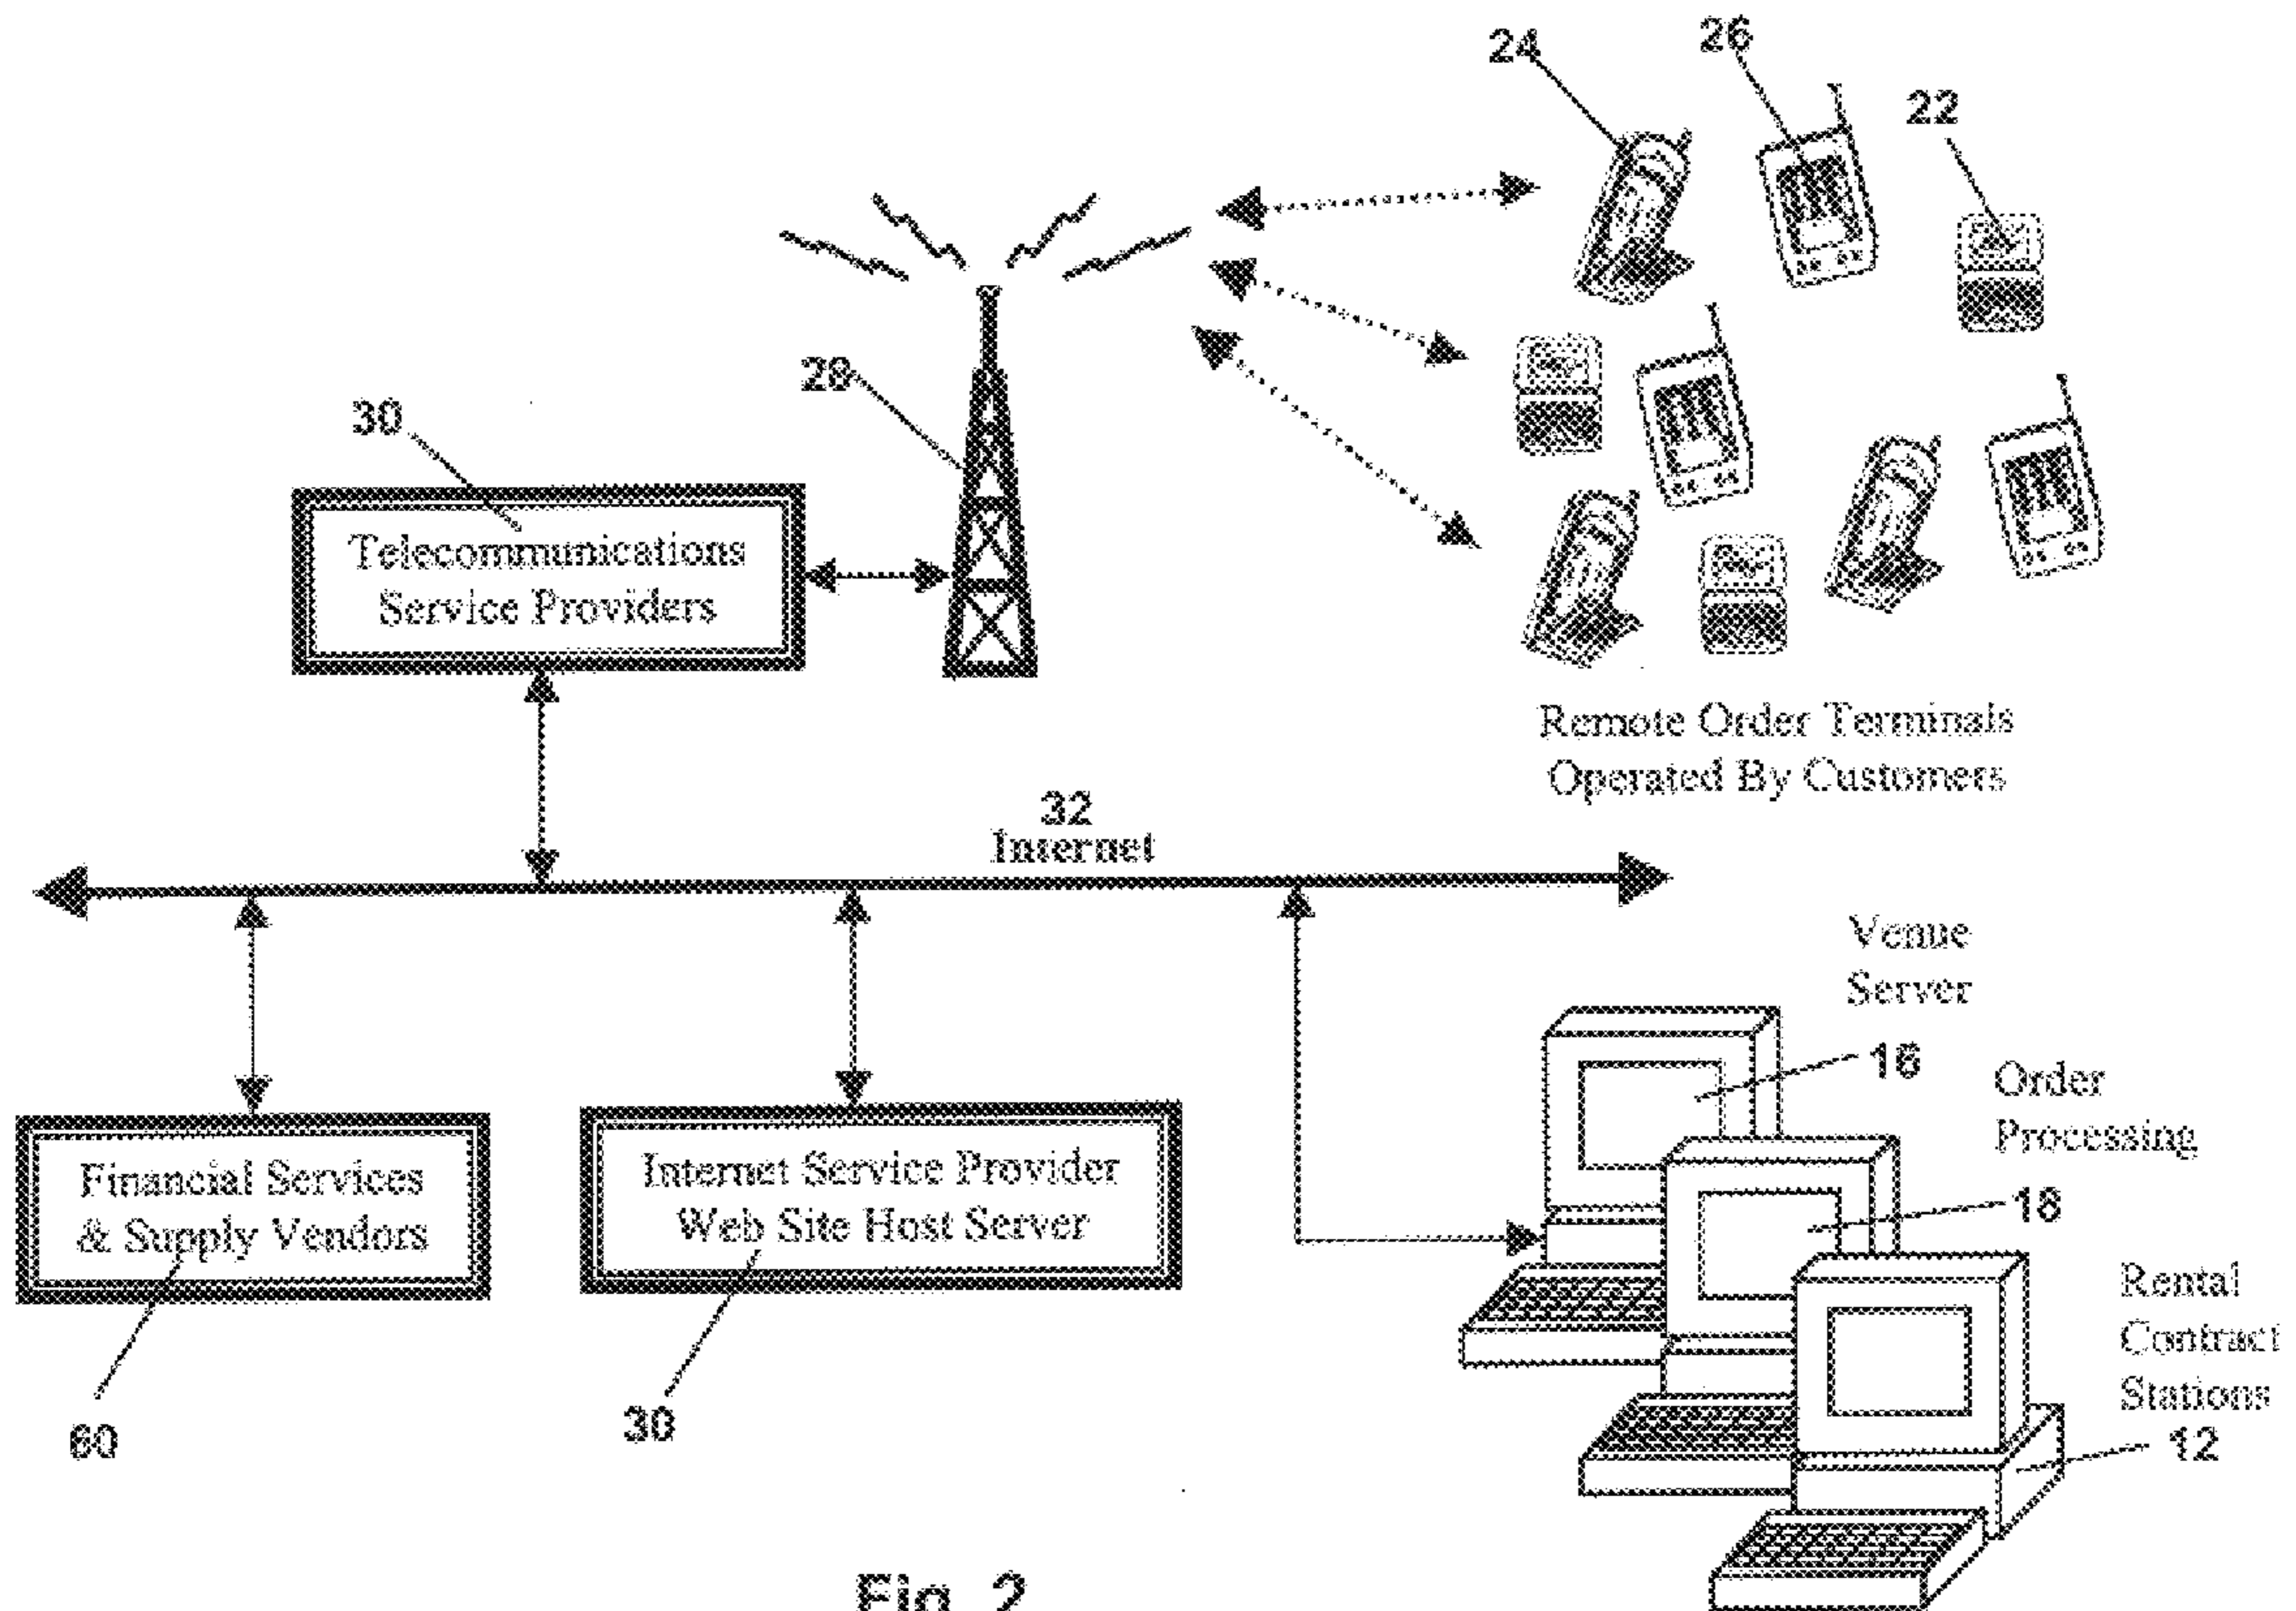 24
26
22
28
30
Telecommunications
Service Providers
Remote Order Terminals
Operated By Customers
32
Internet
Venue
Server
16
Order
Processing
18
Financial Services
& Supply Vendors
Internet Service Provider
Web Site Host Server
Rental
Contract
Stations
12
60
30
Fig. 2